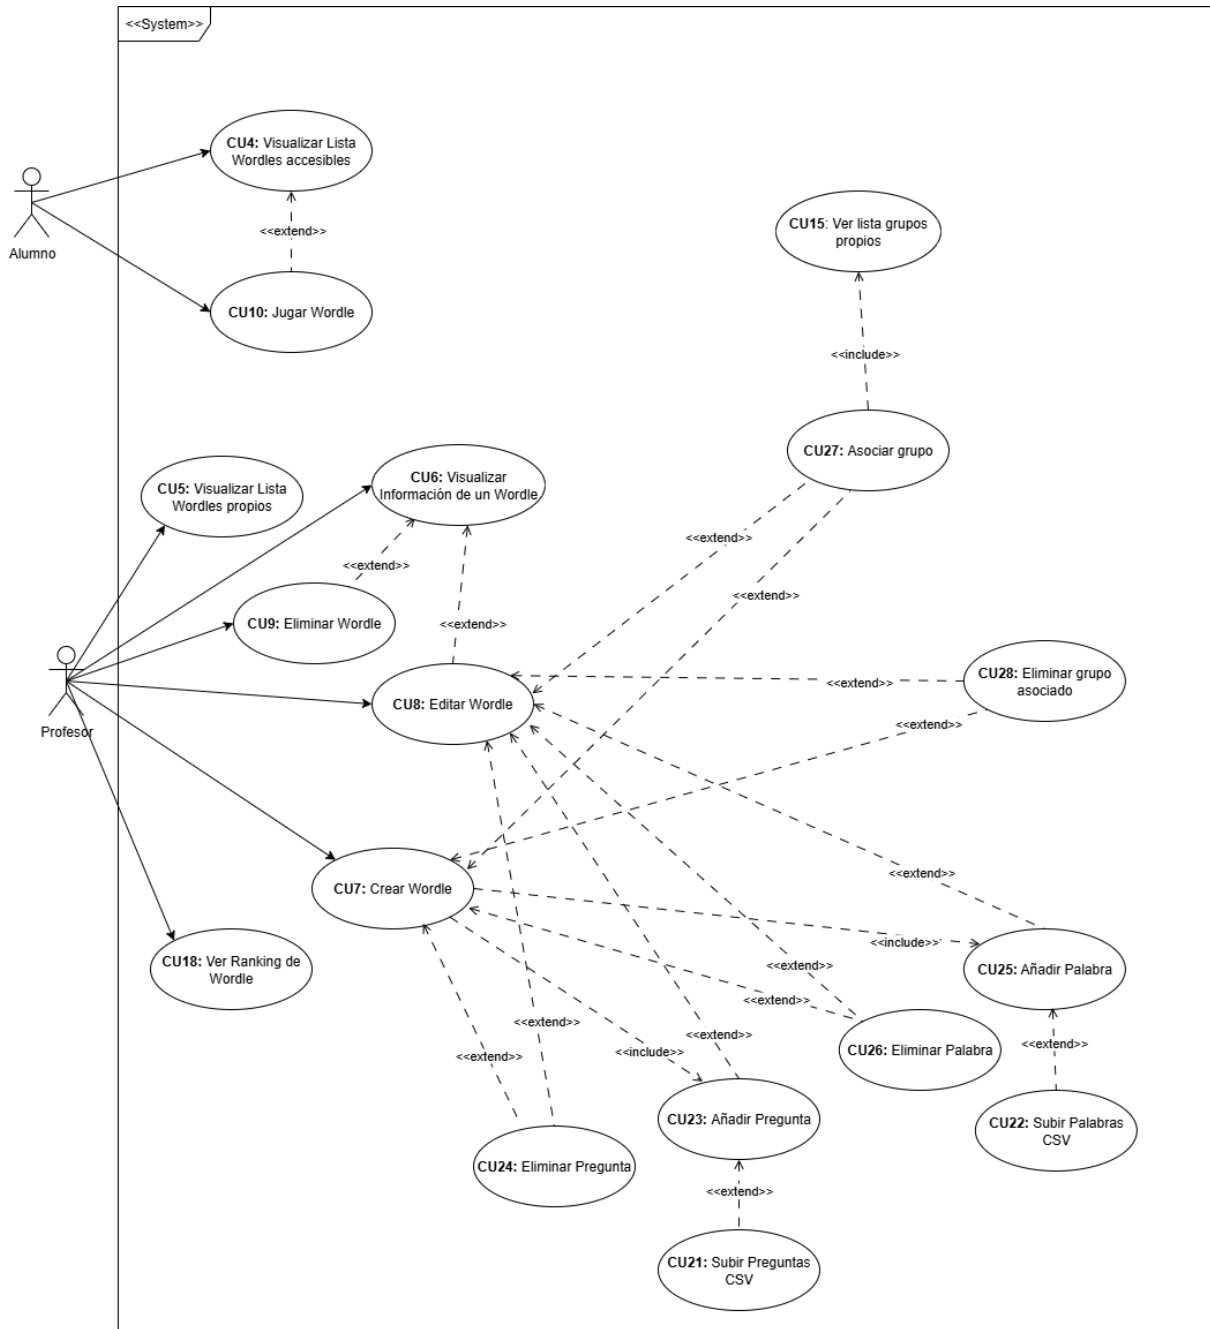 <<System>>
CU4: Visualizar Lista
Wordles accesibles
Alumno
<<extend>>
CU10: Jugar Wordle
CU15: Ver lista grupos
propios
<<include>>
CU27: Asociar grupo
CU5: Visualizar Lista
Wordles propios
CU6: Visualizar
Información de un Wordle
<<extend>>
<<extend>>
<<extend>>
CU9: Eliminar Wordle
<<extend>>
CU28: Eliminar grupo
asociado
<<extend>>
CU8: Editar Wordle
<<extend>>
Profesor
CU7: Crear Wordle
<<extend>>
<<include>>
CU18: Ver Ranking de
Wordle
CU25: Añadir Palabra
<<extend>>
<<extend>>
<<extend>>
<<extend>>
<<extend>>
<<include>>
CU26: Eliminar Palabra
<<extend>>
CU23: Añadir Pregunta
CU22: Subir Palabras
CSV
CU24: Eliminar Pregunta
<<extend>>
CU21: Subir Preguntas
CSV